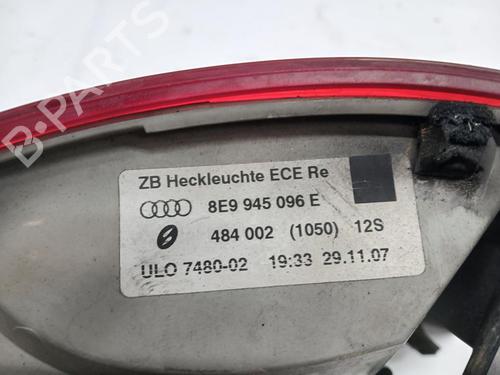 B-PARTS
ZB Heckleuchte ECE Re
8E9 945 096 E
484 002 (1050) 12S
ULO 7480-02 19:33 29.11.07